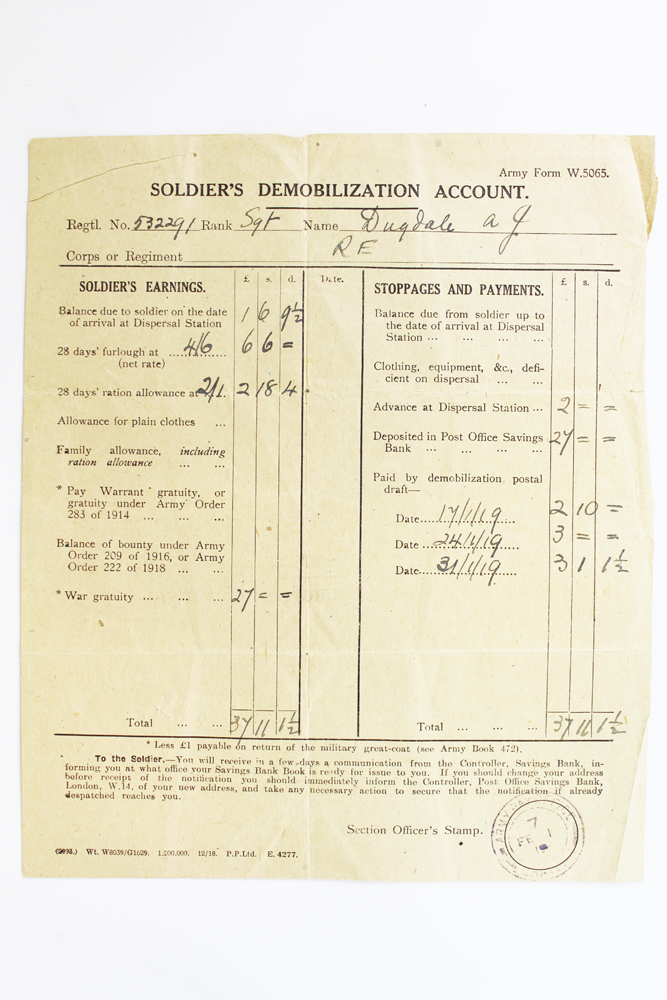 Army Form W.5065.
SOLDIER'S DEMOBILIZATION ACCOUNT.
Regtl. No. 532291 Rank Sgt Name Dugdale A J
Corps or Regiment RE
SOLDIER'S EARNINGS. £ s. d. Date.
Balance due to soldier on the date
of arrival at Dispersal Station 1 6 9½
28 days' furlough at ..... 4/6 ..... 6 6 =
(net rate)
28 days' ration allowance at 2/1. 2 18 4
Allowance for plain clothes ...
Family allowance, including
ration allowance ... ...
* Pay Warrant gratuity, or
gratuity under Army Order
283 of 1914 ... ... ...
Balance of bounty under Army
Order 209 of 1916, or Army
Order 222 of 1918 ... ...
* War gratuity ... ... ... 27 = =
Total ... ... 37 11 1½
STOPPAGES AND PAYMENTS. £ s. d.
Balance due from soldier up to
the date of arrival at Dispersal
Station ... ... ... ...
Clothing, equipment, &c., defi-
cient on dispersal ... ...
Advance at Dispersal Station ... 2 = =
Deposited in Post Office Savings
Bank ... ... ... ... 27 = =
Paid by demobilization postal
draft—
Date.... 17/1/19 ..... 2 10 =
Date ... 24/1/19 ..... 3 = =
Date.... 31/1/19 ..... 3 1 1½
Total ... ... ... 37 11 1½
* Less £1 payable on return of the military great-coat (see Army Book 472).
To the Soldier.—You will receive in a few days a communication from the Controller, Savings Bank, in-
forming you at what office your Savings Bank Book is ready for issue to you. If you should change your address
before receipt of the notification you should immediately inform the Controller, Post Office Savings Bank,
London, W.14, of your new address, and take any necessary action to secure that the notification if already
despatched reaches you.
Section Officer's Stamp.
ARMY
7
FE 1
(2095.) Wt. W8039/G1629. 1,200,000. 12/18. P.P.Ltd. E. 4277.